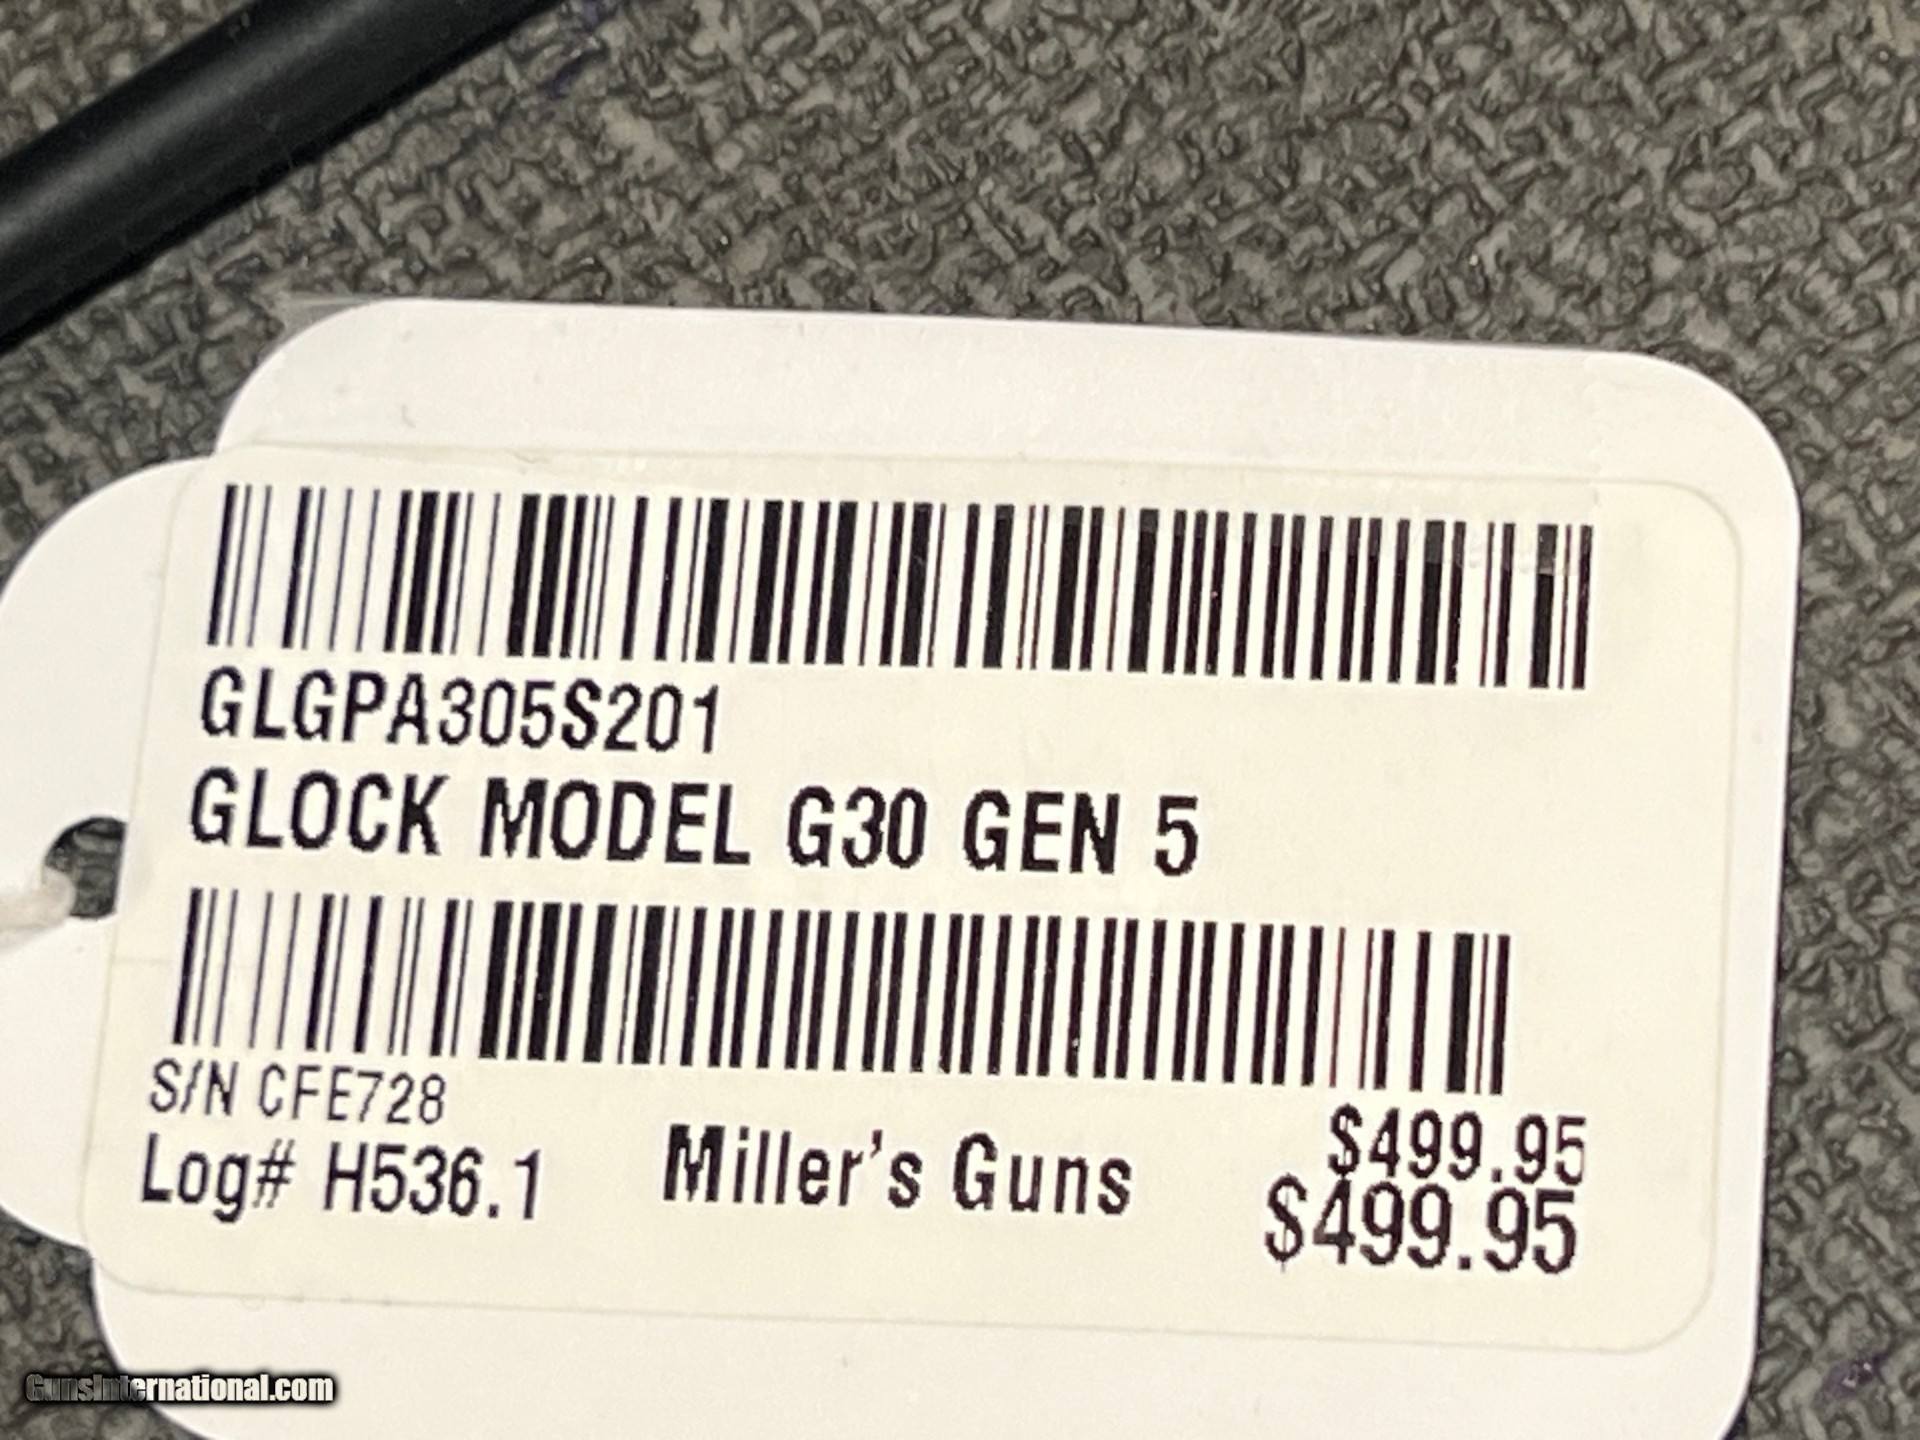 GLGPA305S201
GLOCK MODEL G30 GEN 5
S/N CFE728
$499.95
Log# H536.1 Miller's Guns $499.95
GunsInternational.com